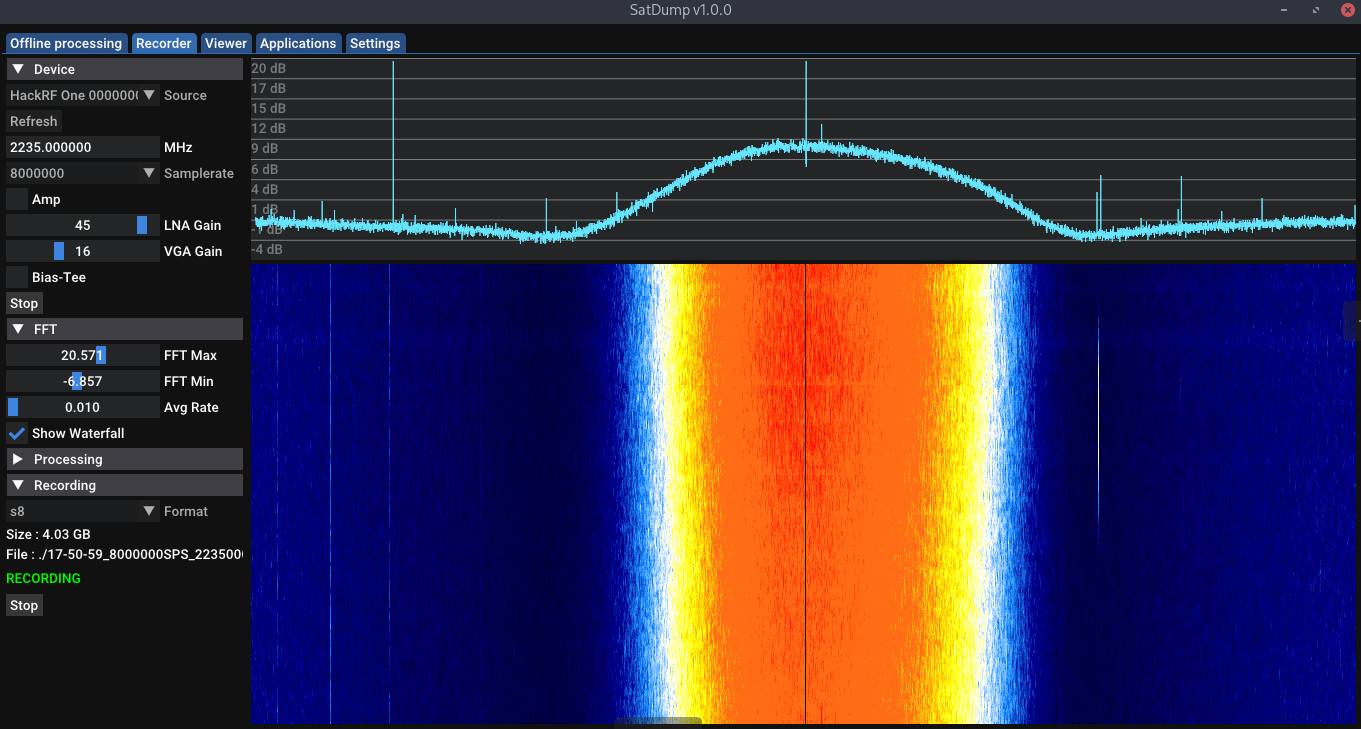 SatDump v1.0.0
Offline processing Recorder Viewer Applications Settings
Device
HackRF One 0000000 Source
Refresh
2235.000000 MHz
8000000 Samplerate
Amp
45 LNA Gain
16 VGA Gain
Bias-Tee
Stop
FFT
20.571 FFT Max
-6.857 FFT Min
0.010 Avg Rate
Show Waterfall
Processing
Recording
s8 Format
Size : 4.03 GB
File : ./17-50-59_8000000SPS_223500
RECORDING
Stop
20 dB
17 dB
15 dB
12 dB
9 dB
6 dB
4 dB
1 dB
-1 dB
-4 dB